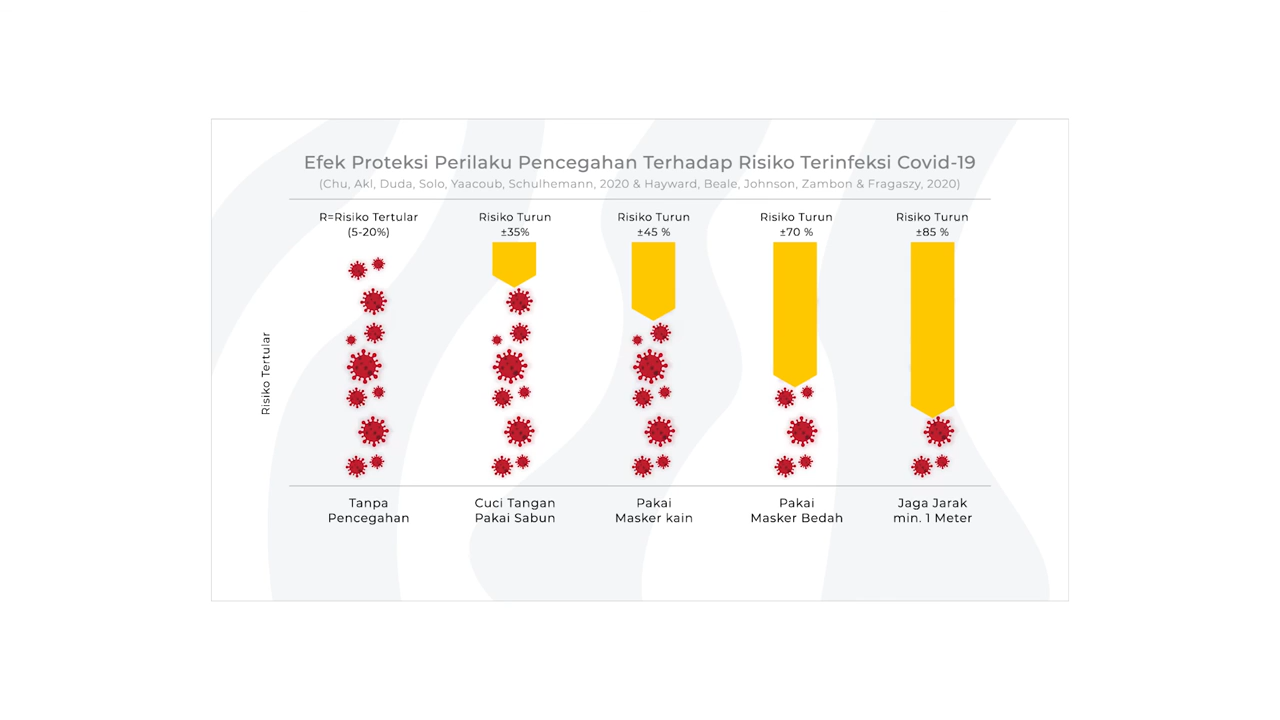 Efek Proteksi Perilaku Pencegahan Terhadap Risiko Terinfeksi Covid-19
(Chu, Akl, Duda, Solo, Yaacoub, Schulhemann, 2020 & Hayward, Beale, Johnson, Zambon & Fragaszy, 2020)
R=Risiko Tertular
(5-20%)
Risiko Turun
±35%
Risiko Turun
±45 %
Risiko Turun
±70 %
Risiko Turun
±85 %
Risiko Tertular
Tanpa
Pencegahan
Cuci Tangan
Pakai Sabun
Pakai
Masker kain
Pakai
Masker Bedah
Jaga Jarak
min. 1 Meter